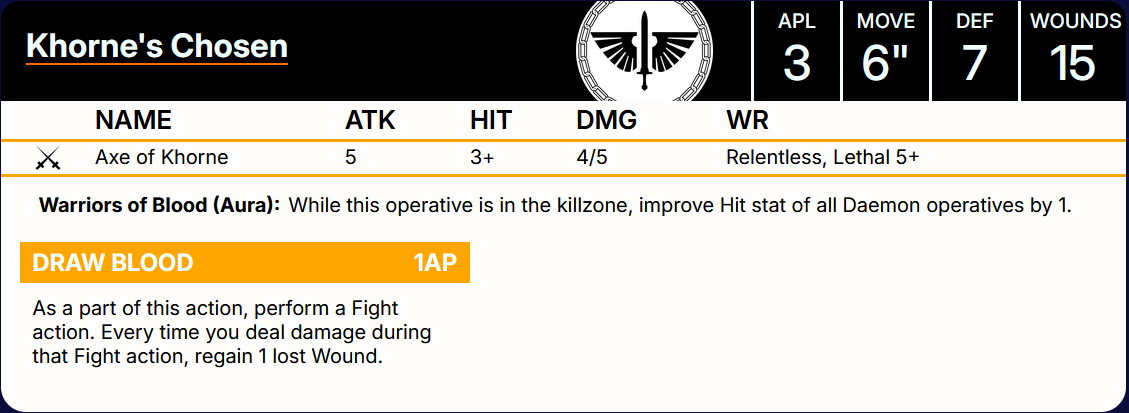 Khorne's Chosen
APL MOVE DEF WOUNDS
3 6" 7 15
NAME ATK HIT DMG WR
Axe of Khorne 5 3+ 4/5 Relentless, Lethal 5+
Warriors of Blood (Aura): While this operative is in the killzone, improve Hit stat of all Daemon operatives by 1.
DRAW BLOOD 1AP
As a part of this action, perform a Fight
action. Every time you deal damage during
that Fight action, regain 1 lost Wound.